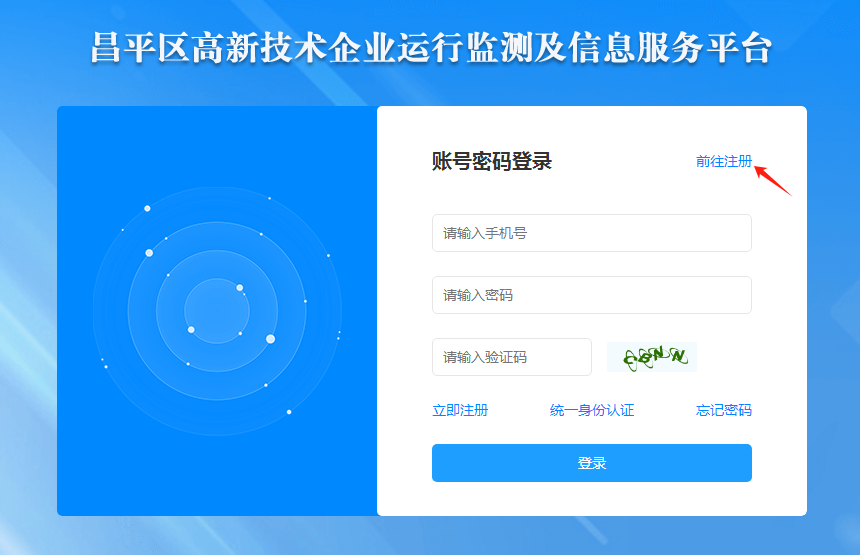 昌平区高新技术企业运行监测及信息服务平台
账号密码登录 前往注册
请输入手机号
请输入密码
请输入验证码 CSNN
立即注册 统一身份认证 忘记密码
登录